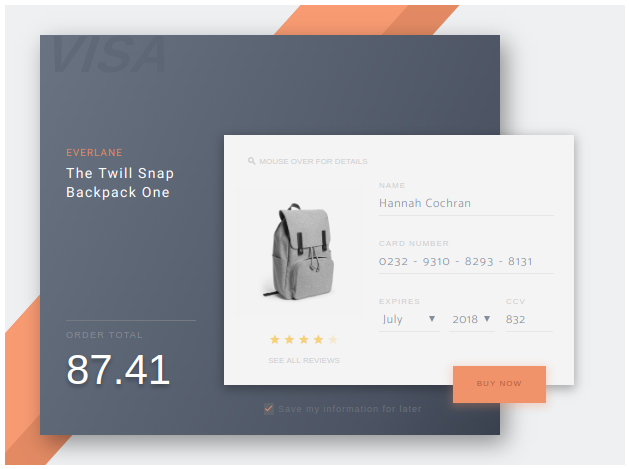 VISA
EVERLANE
The Twill Snap
Backpack One
ORDER TOTAL
87.41
MOUSE OVER FOR DETAILS
SEE ALL REVIEWS
NAME
Hannah Cochran
CARD NUMBER
0232 - 9310 - 8293 - 8131
EXPIRES
CCV
July ▼ 2018 ▼ 832
BUY NOW
Save my information for later